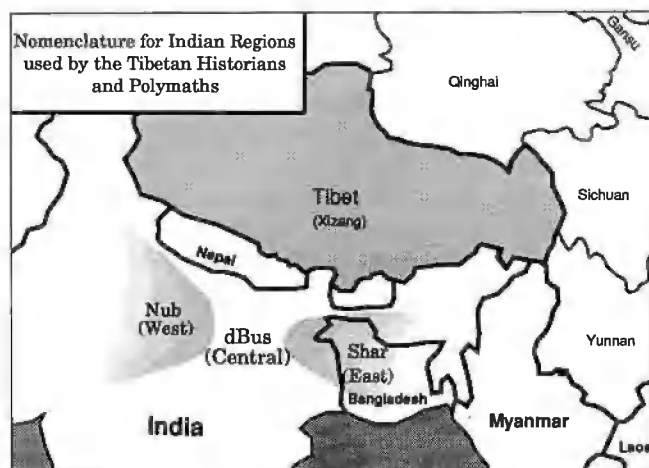 Nomenclature for Indian Regions
used by the Tibetan Historians
and Polymaths
Gansu
Qinghai
Tibet
(Xizang)
Sichuan
Nepal
Nub
(West)
dBus
(Central)
Shar
(East)
Yunnan
Bangladesh
India
Myanmar
Laos